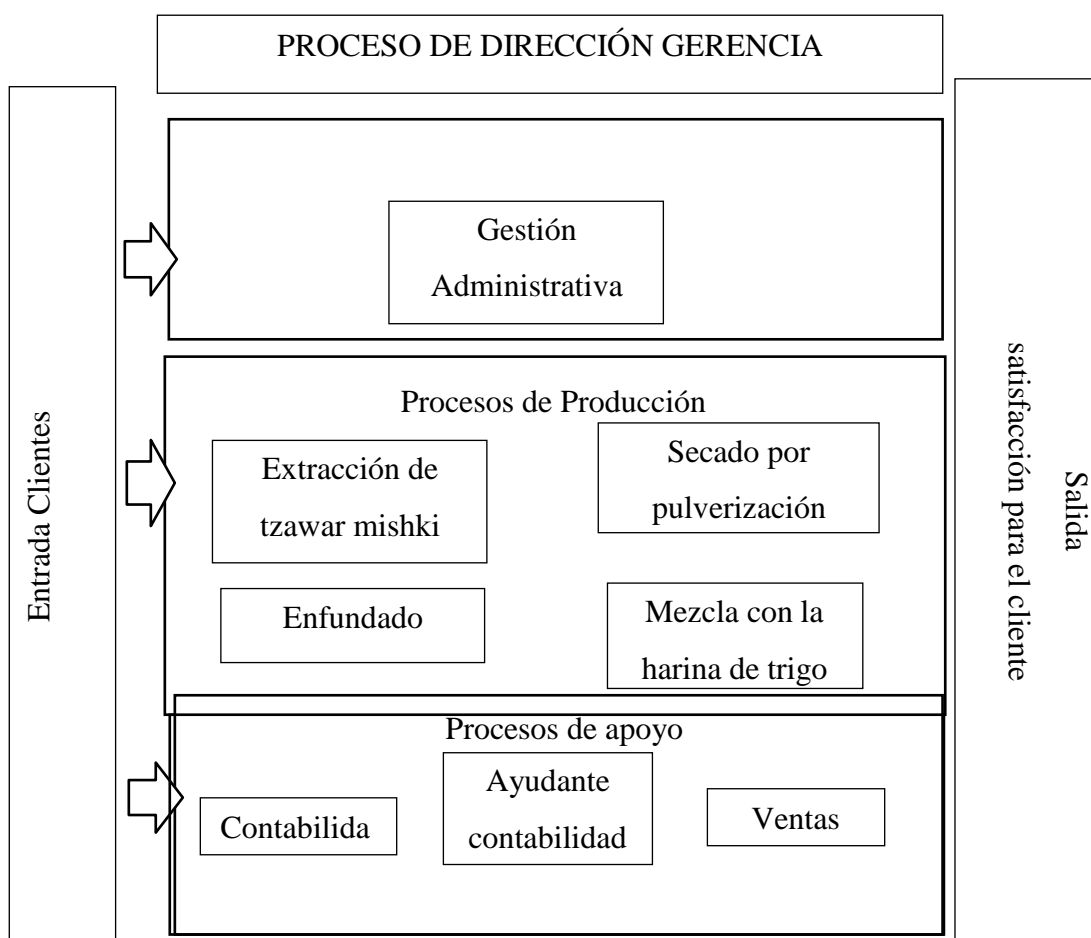 PROCESO DE DIRECCIÓN GERENCIA
Entrada Clientes
Gestión
Administrativa
Procesos de Producción
Extracción de
tzawar mishki
Secado por
pulverización
Enfundado
Mezcla con la
harina de trigo
Procesos de apoyo
Contabilida
Ayudante
contabilidad
Ventas
Salida
satisfacción para el cliente